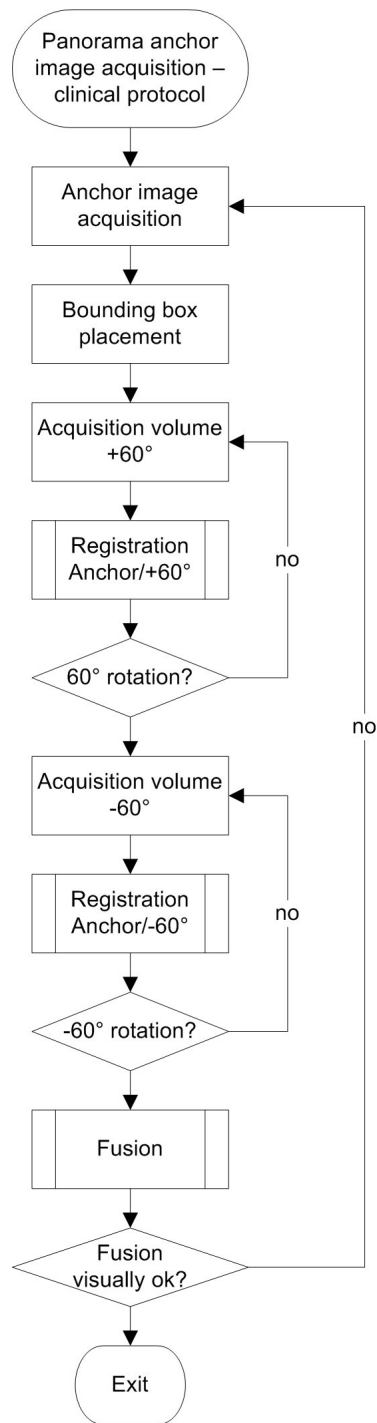 Panorama anchor
image acquisition –
clinical protocol
Anchor image
acquisition
Bounding box
placement
Acquisition volume
+60°
Registration
Anchor/+60°
no
60° rotation?
no
Acquisition volume
-60°
Registration
Anchor/-60°
no
-60° rotation?
Fusion
Fusion
visually ok?
Exit